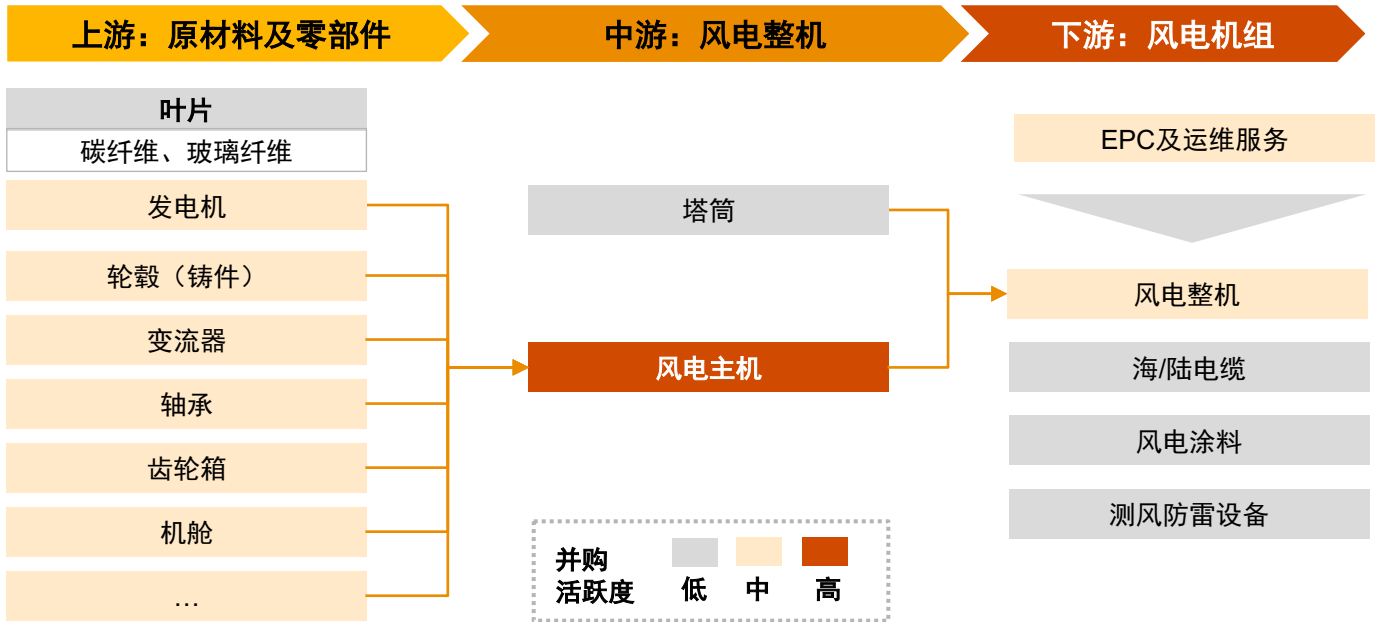 上游：原材料及零部件
中游：风电整机
下游：风电机组
叶片
碳纤维、玻璃纤维
发电机
轮毂（铸件）
变流器
轴承
齿轮箱
机舱
…
塔筒
风电主机
并购
活跃度
低 中 高
EPC及运维服务
风电整机
海/陆电缆
风电涂料
测风防雷设备